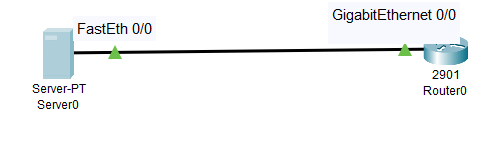 FastEth 0/0
GigabitEthernet 0/0
Server-PT
Server0
2901
Router0